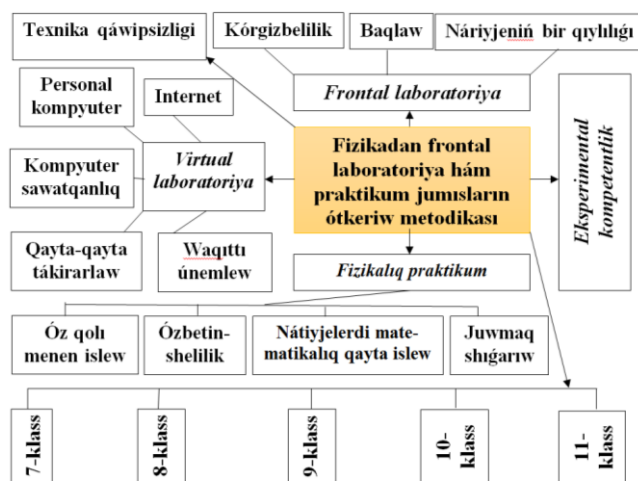 Texnika qáwipsizligi
Kórgizbelilik
Baqlaw
Náriyjeniń bir qıylılıǵı
Personal
kompyuter
Internet
Frontal laboratoriya
Kompyuter
sawatqanlıq
Virtual
laboratoriya
Fizikadan frontal
laboratoriya hám
praktikum jumısların
ótkeriw metodikası
Eksperimental
kompetentlik
Qayta-qayta
tákirarlaw
Waqıttı
únemlew
Fizikalıq praktikum
Óz qolı
menen islew
Ózbetin-
shelilik
Nátiyjelerdi mate-
matikalıq qayta islew
Juwmaq
shıǵarıw
7-klass
8-klass
9-klass
10-
klass
11-
klass